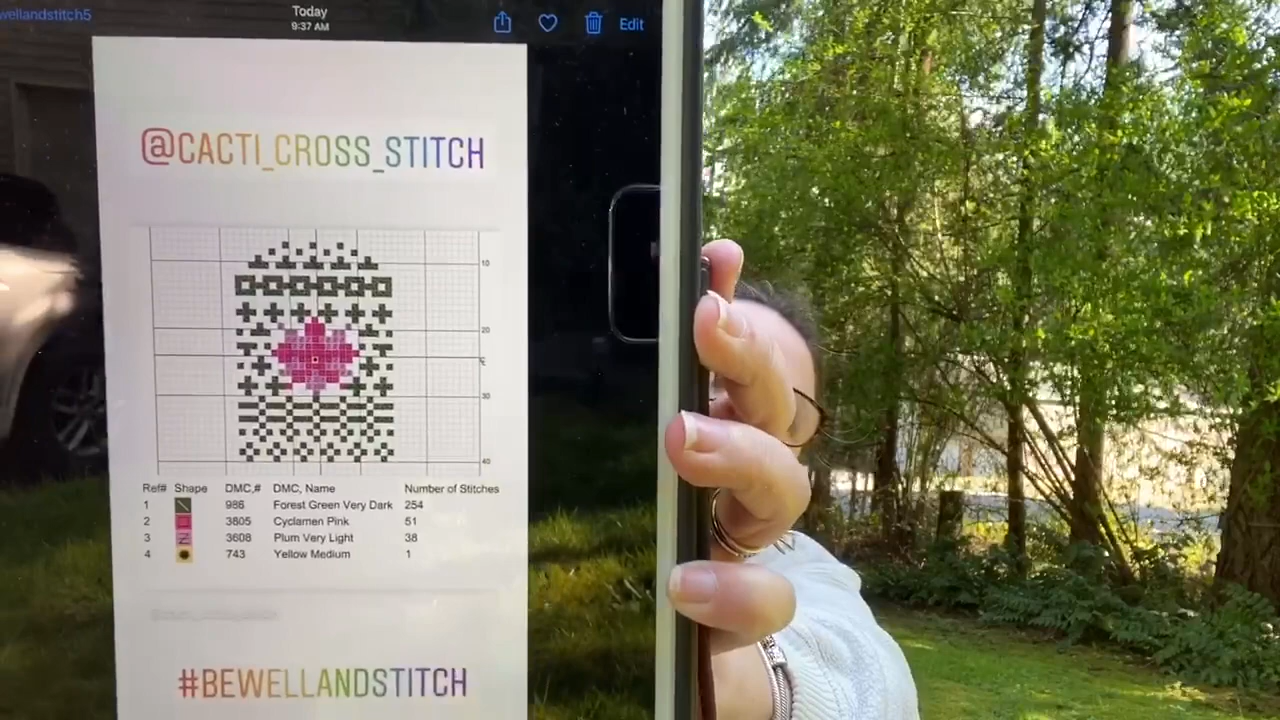 wellandstitch5
Today
9:37 AM
Edit
@CACTI_CROSS_STITCH
10
20
30
40
Ref# Shape DMC,# DMC, Name Number of Stitches
1 986 Forest Green Very Dark 254
2 3805 Cyclamen Pink 51
3 3608 Plum Very Light 38
4 743 Yellow Medium 1
#BEWELLANDSTITCH